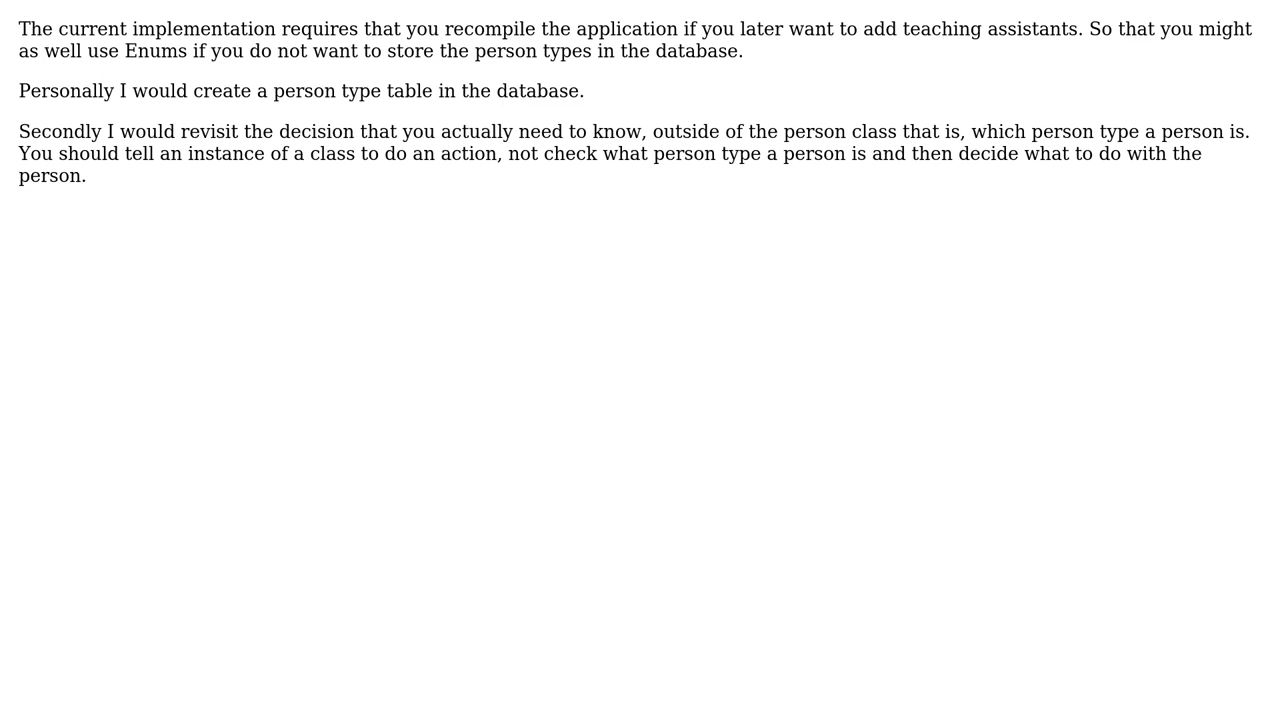 The current implementation requires that you recompile the application if you later want to add teaching assistants. So that you might
as well use Enums if you do not want to store the person types in the database.
Personally I would create a person type table in the database.
Secondly I would revisit the decision that you actually need to know, outside of the person class that is, which person type a person is.
You should tell an instance of a class to do an action, not check what person type a person is and then decide what to do with the
person.